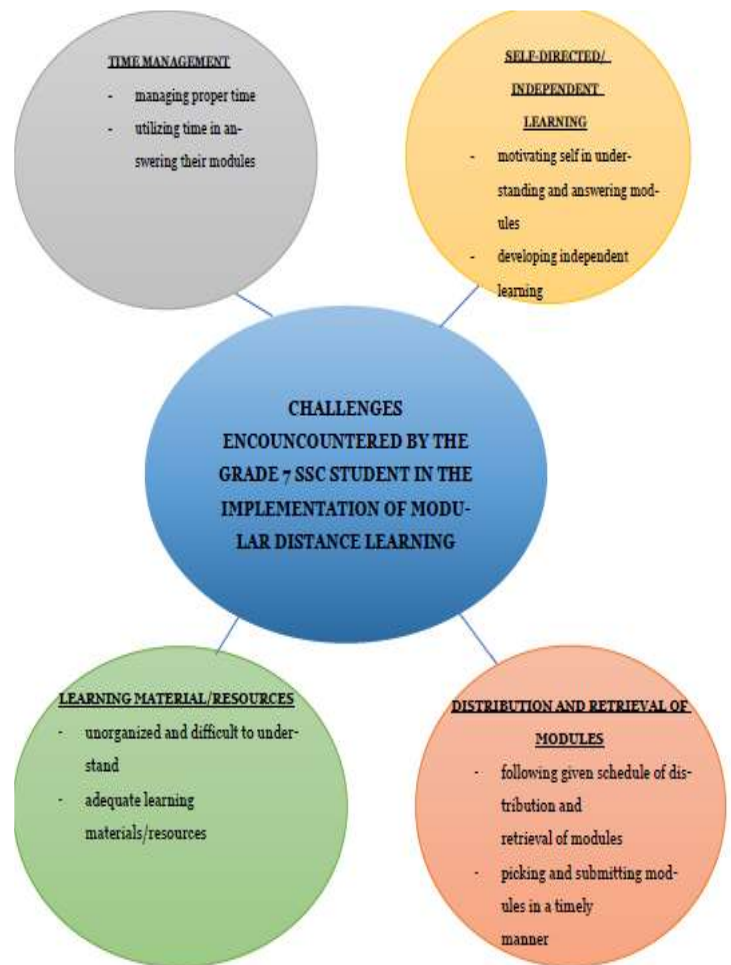 TIME MANAGEMENT
- managing proper time
- utilizing time in an-
swering their modules
SELF-DIRECTED/
INDEPENDENT
LEARNING
- motivating self in under-
standing and answering mod-
ules
- developing independent
learning
CHALLENGES
ENCOUNCOUNTERED BY THE
GRADE 7 SSC STUDENT IN THE
IMPLEMENTATION OF MODU-
LAR DISTANCE LEARNING
LEARNING MATERIAL/RESOURCES
- unorganized and difficult to under-
stand
- adequate learning
materials/resources
DISTRIBUTION AND RETRIEVAL OF
MODULES
- following given schedule of dis-
tribution and
retrieval of modules
- picking and submitting mod-
ules in a timely
manner